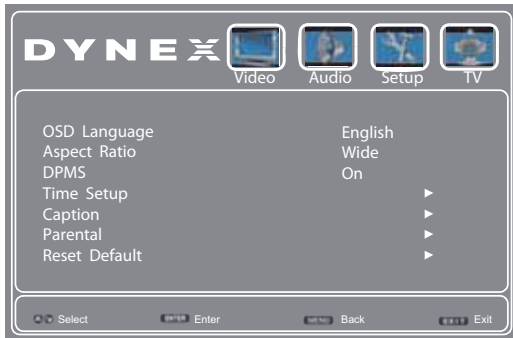 DYNEX
Video Audio Setup TV
OSD Language English
Aspect Ratio Wide
DPMS On
Time Setup ►
Caption ►
Parental ►
Reset Default ►
Select ENTER Enter MENU Back EXIT Exit